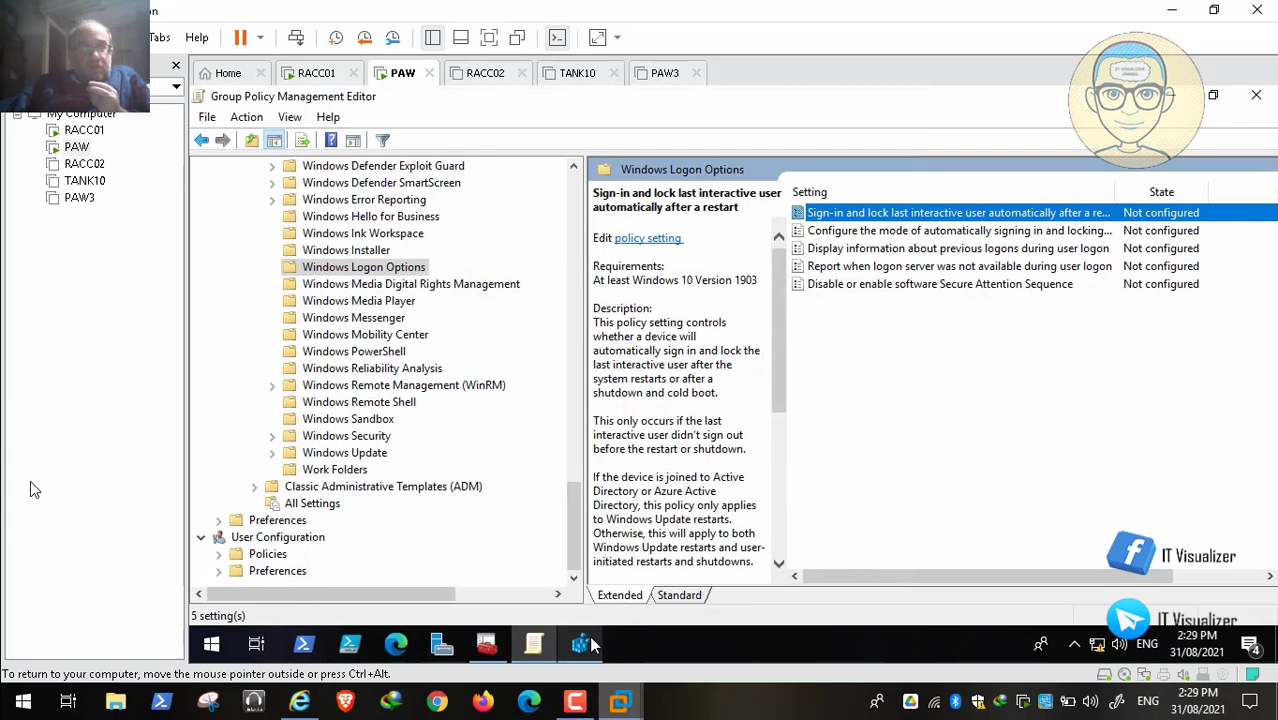 on
Tabs
Help
Home
RACC01
PAW
RACC02
TANK10
PAW3
IT VISUALIZER
CHANNEL
My Computer
RACC01
PAW
RACC02
TANK10
PAW3
Group Policy Management Editor
File
Action
View
Help
Windows Defender Exploit Guard
Windows Defender SmartScreen
Windows Error Reporting
Windows Hello for Business
Windows Ink Workspace
Windows Installer
Windows Logon Options
Windows Media Digital Rights Management
Windows Media Player
Windows Messenger
Windows Mobility Center
Windows PowerShell
Windows Reliability Analysis
Windows Remote Management (WinRM)
Windows Remote Shell
Windows Sandbox
Windows Security
Windows Update
Work Folders
Classic Administrative Templates (ADM)
All Settings
Preferences
User Configuration
Policies
Preferences
Windows Logon Options
Sign-in and lock last interactive user
automatically after a restart
Edit policy setting
Requirements:
At least Windows 10 Version 1903
Description:
This policy setting controls
whether a device will
automatically sign in and lock the
last interactive user after the
system restarts or after a
shutdown and cold boot.
This only occurs if the last
interactive user didn't sign out
before the restart or shutdown.
If the device is joined to Active
Directory or Azure Active
Directory, this policy only applies
to Windows Update restarts.
Otherwise, this will apply to both
Windows Update restarts and user-
initiated restarts and shutdowns.
Setting
State
Sign-in and lock last interactive user automatically after a re...
Not configured
Configure the mode of automatically signing in and locking...
Not configured
Display information about previous logons during user logon
Not configured
Report when logon server was not available during user logon
Not configured
Disable or enable software Secure Attention Sequence
Not configured
Extended
Standard
5 setting(s)
IT Visualizer
IT Visualizer
ENG
2:29 PM
31/08/2021
4
To return to your computer, move the mouse pointer outside or press Ctrl+Alt.
ENG
2:29 PM
31/08/2021